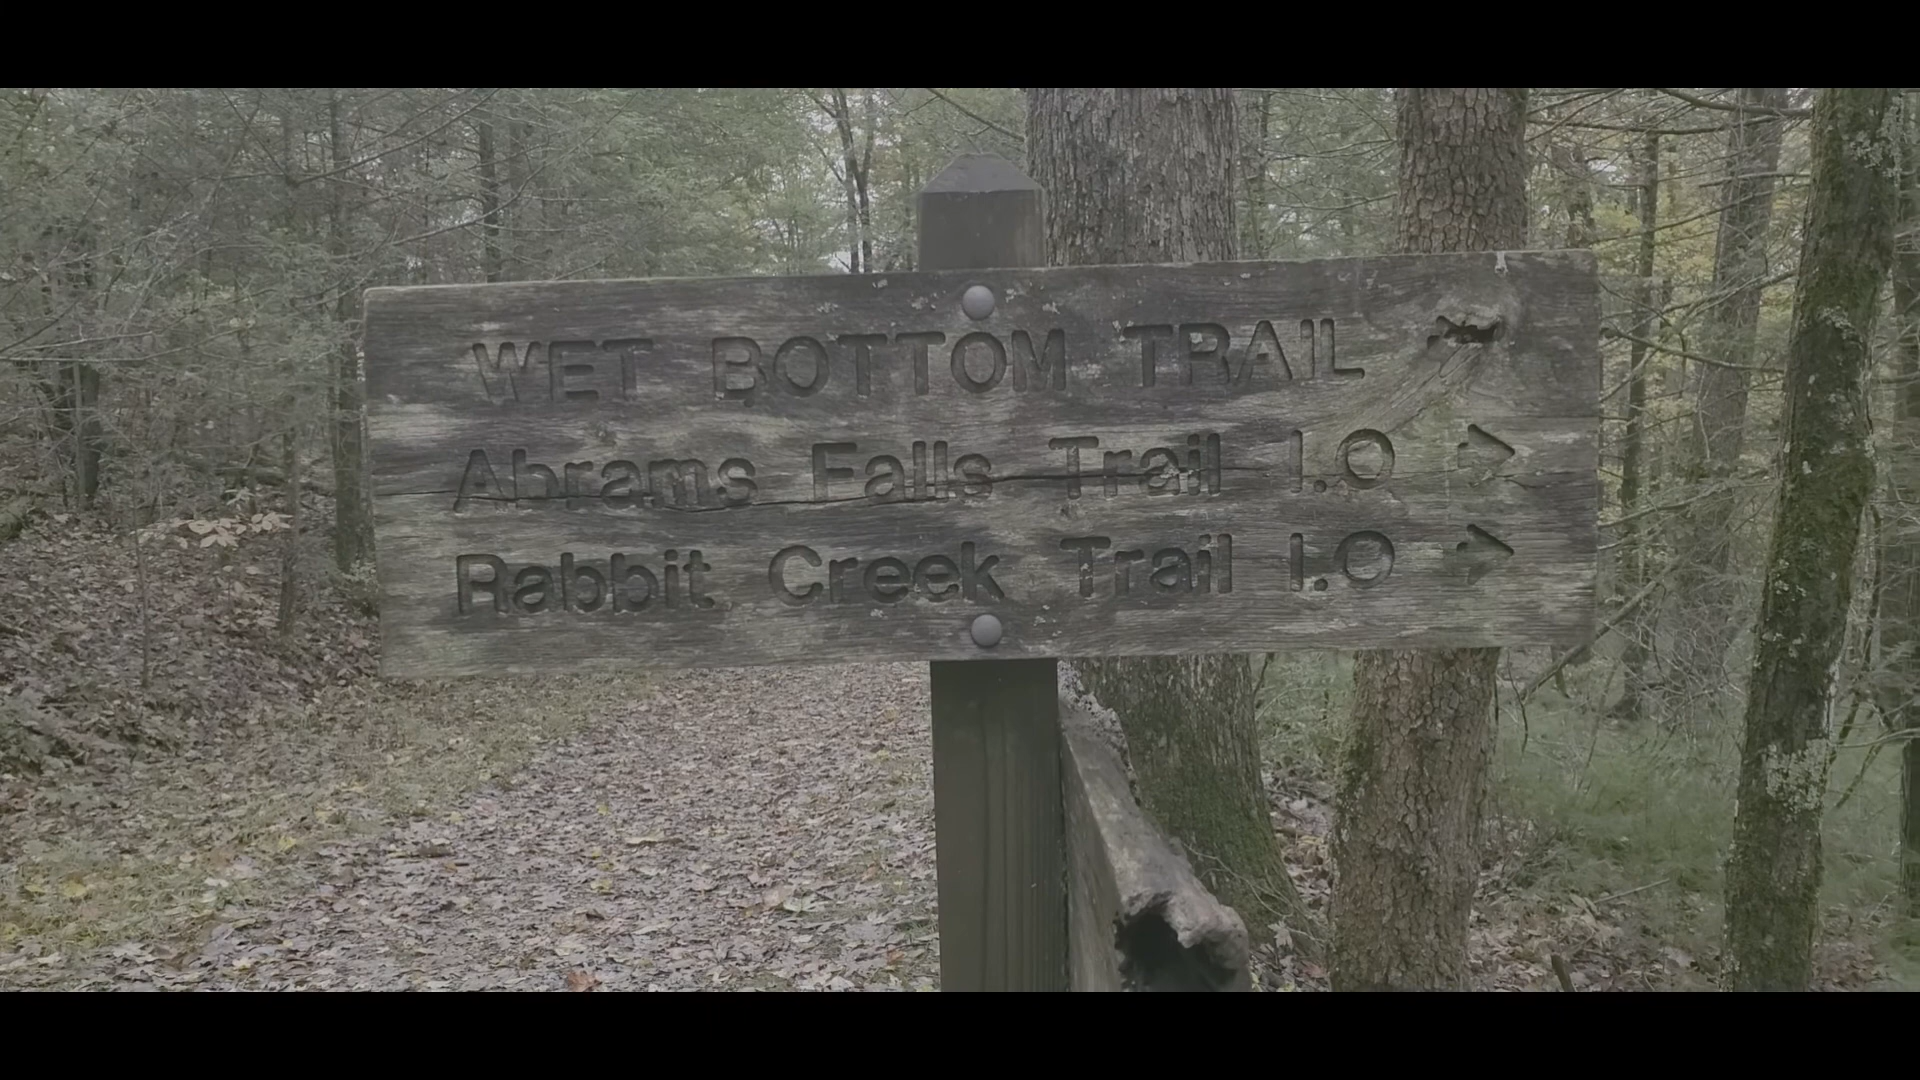 WET BOTTOM TRAIL
Abrams Falls Trail 1.0 →
Rabbit Creek Trail 1.0 →